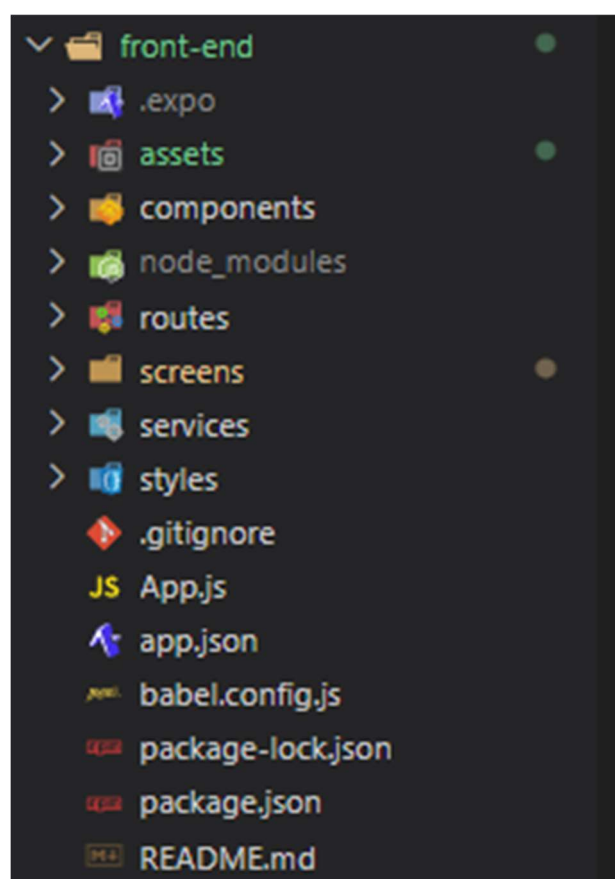 front-end
.expo
assets
components
node_modules
routes
screens
services
styles
.gitignore
JS App.js
app.json
babel.config.js
package-lock.json
package.json
README.md